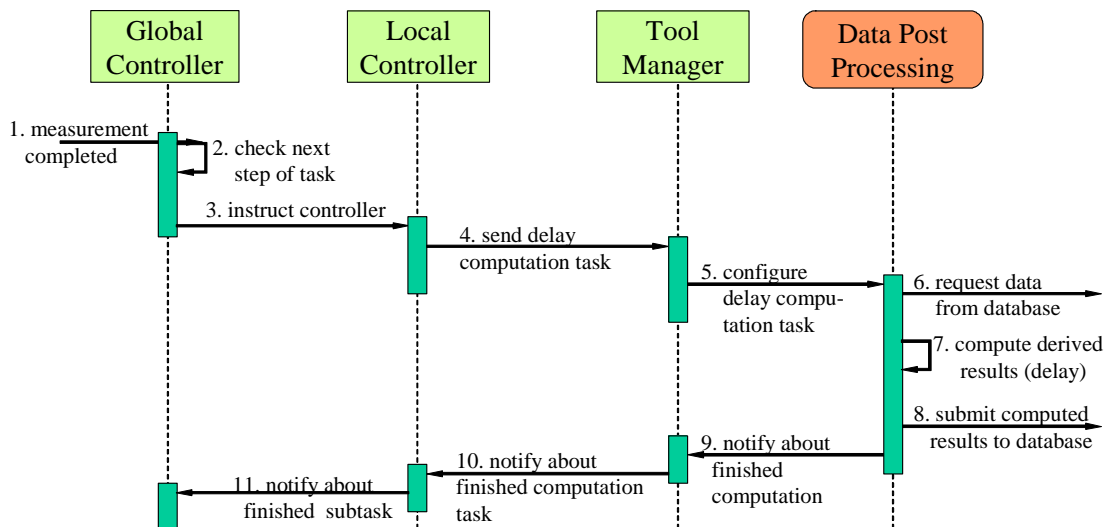 Global
Controller
Local
Controller
Tool
Manager
Data Post
Processing
1. measurement
completed
2. check next
step of task
3. instruct controller
4. send delay
computation task
5. configure
delay compu-
tation task
6. request data
from database
7. compute derived
results (delay)
8. submit computed
results to database
9. notify about
finished
computation
10. notify about
finished computation
task
11. notify about
finished subtask